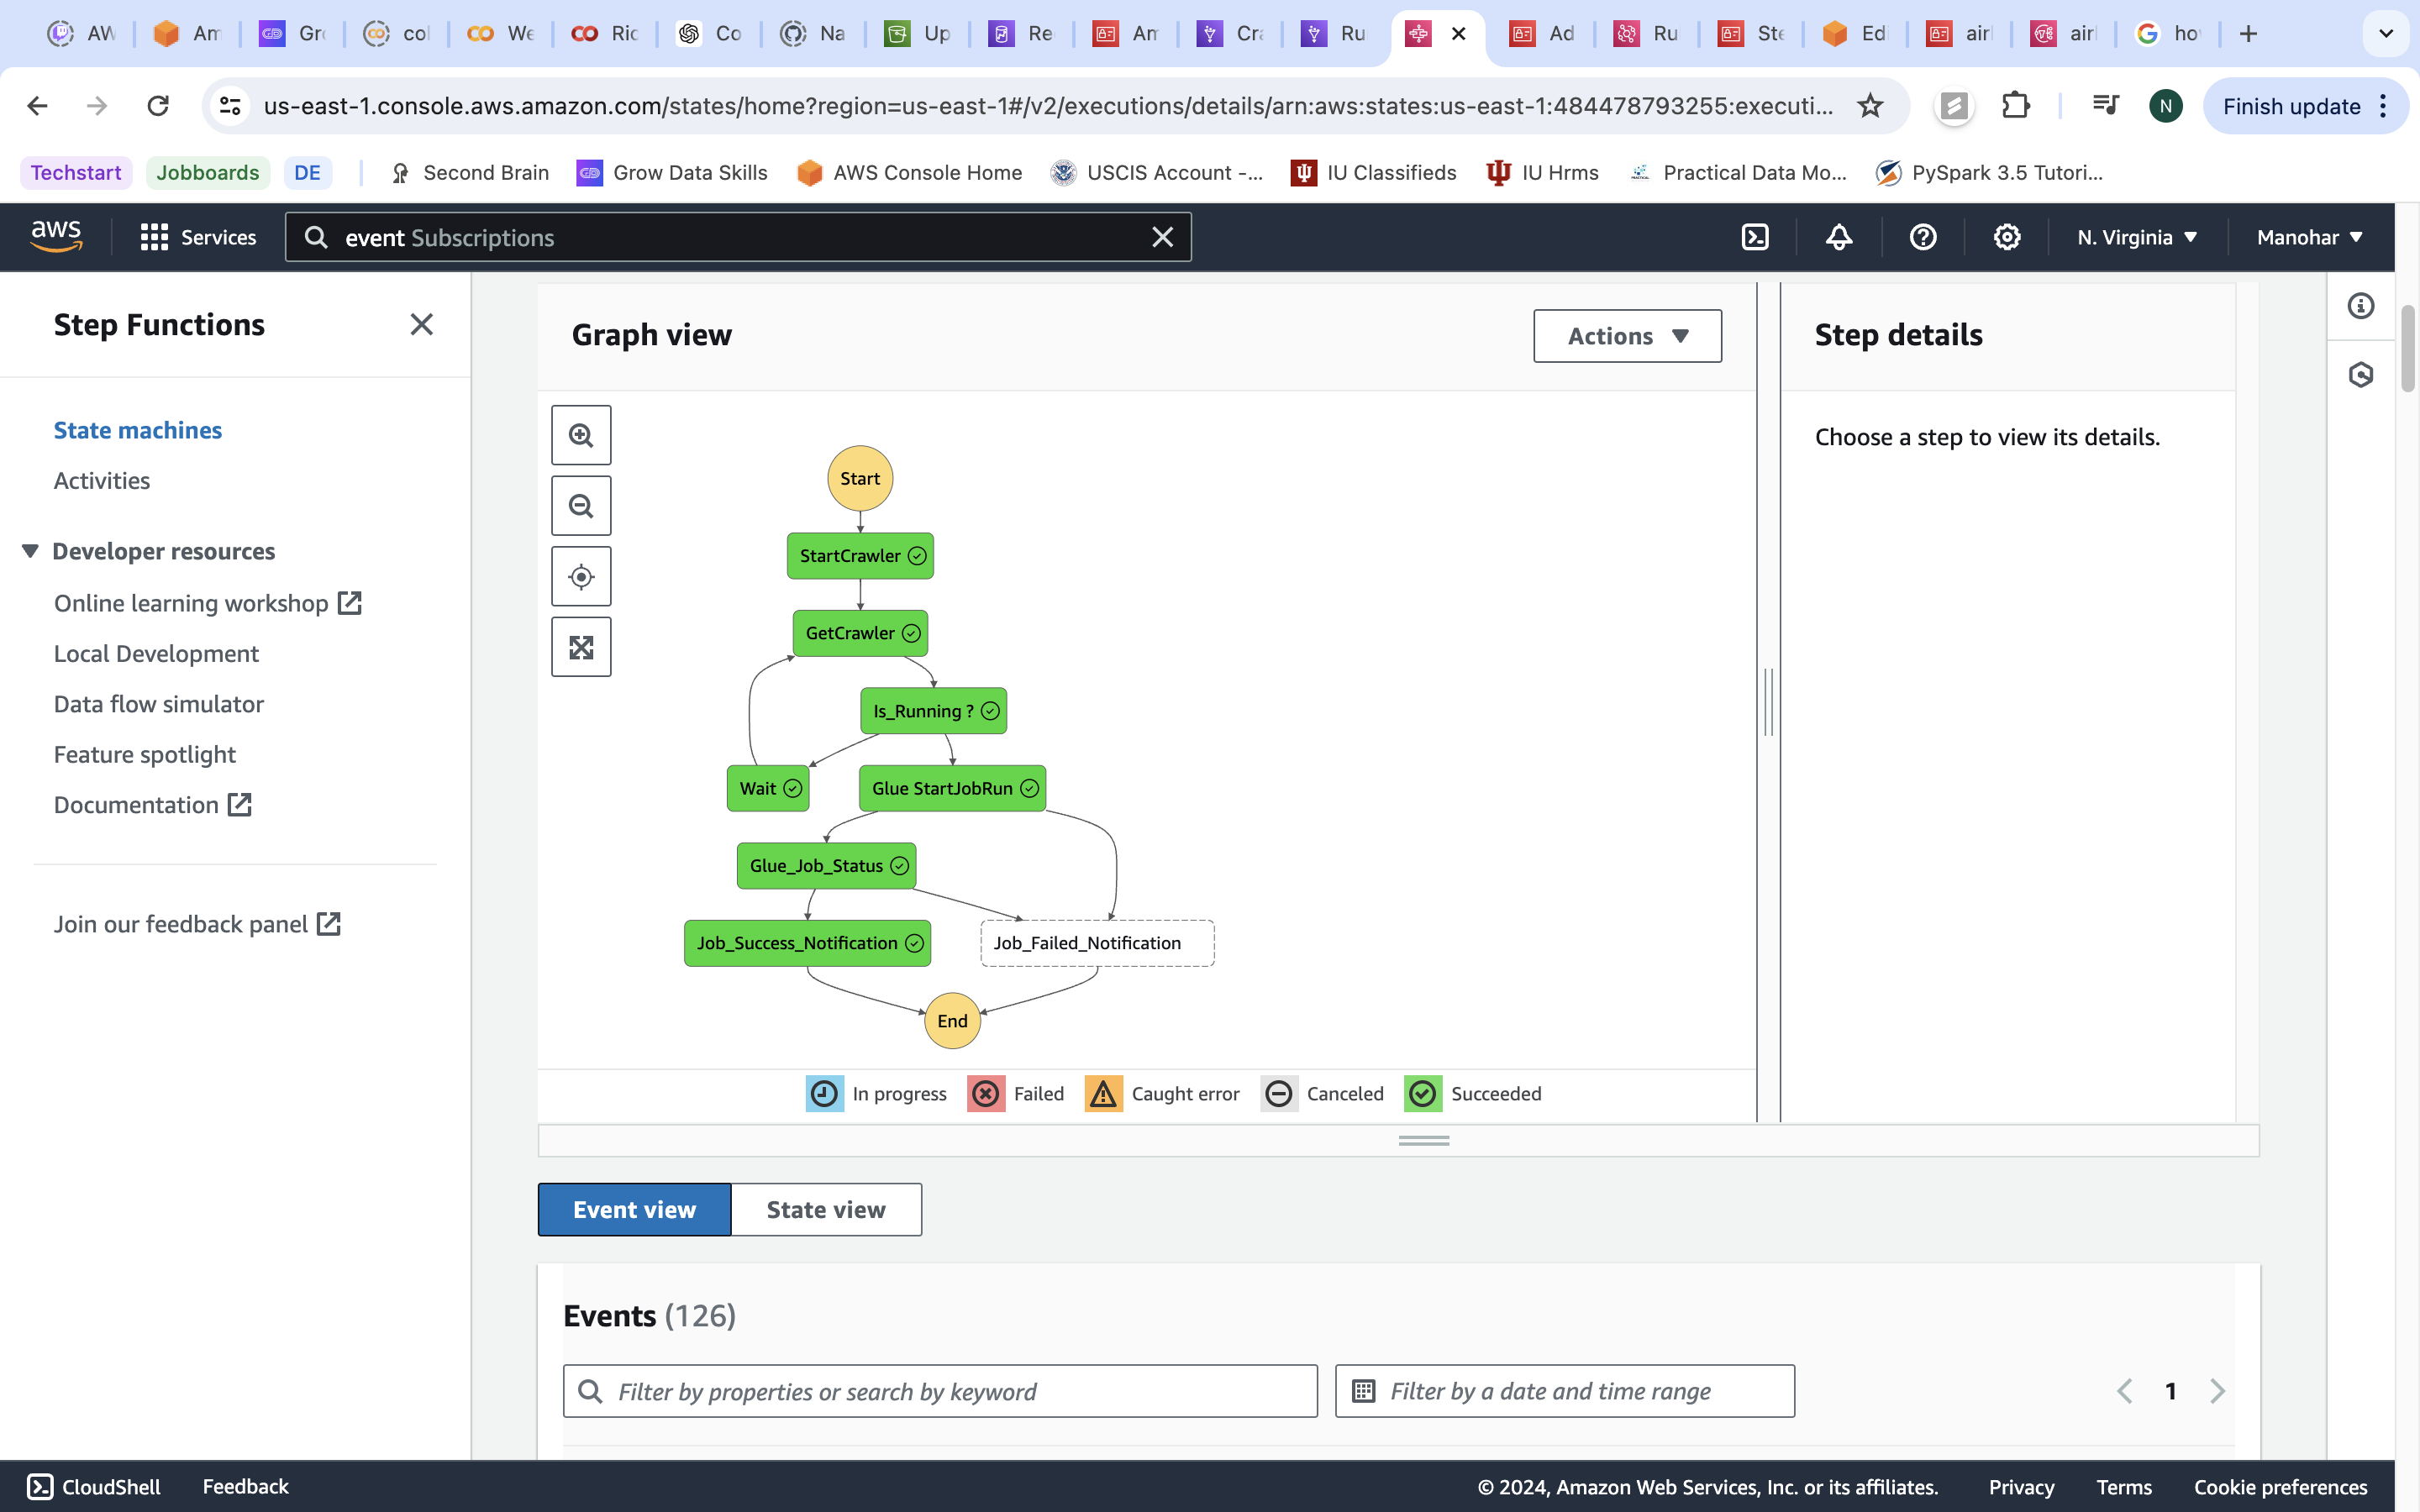 AW
Am
Gr
col
We
Ric
Co
Na
Up
Re
Am
Cra
Ru
Ad
Ru
Ste
Ed
airl
airl
ho
us-east-1.console.aws.amazon.com/states/home?region=us-east-1#/v2/executions/details/arn:aws:states:us-east-1:484478793255:executi...
N
Finish update
Techstart
Jobboards
DE
Second Brain
Grow Data Skills
AWS Console Home
USCIS Account -...
IU Classifieds
IU Hrms
Practical Data Mo...
PySpark 3.5 Tutori...
aws
Services
event Subscriptions
N. Virginia
Manohar
Step Functions
State machines
Activities
Developer resources
Online learning workshop
Local Development
Data flow simulator
Feature spotlight
Documentation
Join our feedback panel
Graph view
Actions
Start
StartCrawler
GetCrawler
Is_Running ?
Wait
Glue StartJobRun
Glue_Job_Status
Job_Success_Notification
Job_Failed_Notification
End
In progress
Failed
Caught error
Canceled
Succeeded
Step details
Choose a step to view its details.
Event view
State view
Events (126)
Filter by properties or search by keyword
Filter by a date and time range
1
CloudShell
Feedback
© 2024, Amazon Web Services, Inc. or its affiliates.
Privacy
Terms
Cookie preferences